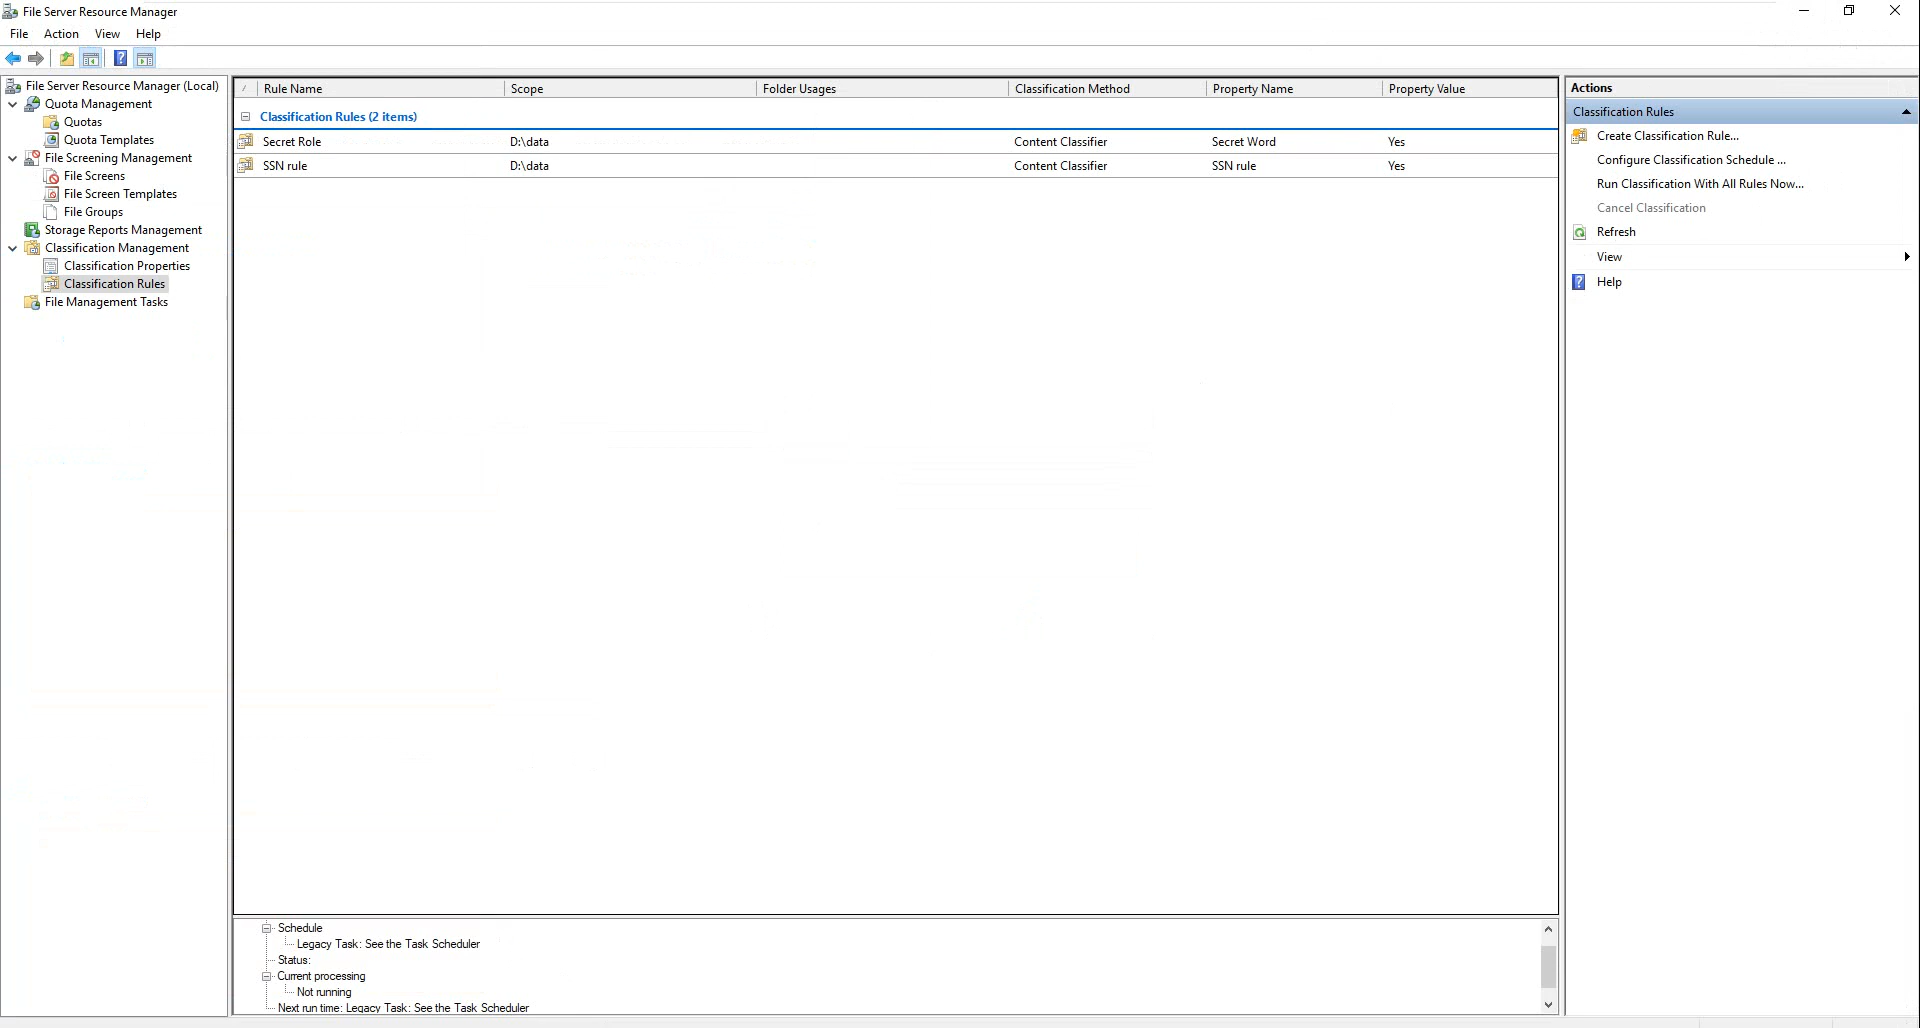 File Server Resource Manager
File Action View Help
File Server Resource Manager (Local)
Quota Management
Quotas
Quota Templates
File Screening Management
File Screens
File Screen Templates
File Groups
Storage Reports Management
Classification Management
Classification Properties
Classification Rules
File Management Tasks
Rule Name Scope Folder Usages Classification Method Property Name Property Value
Classification Rules (2 items)
Secret Role D:\data Content Classifier Secret Word Yes
SSN rule D:\data Content Classifier SSN rule Yes
Schedule
Legacy Task: See the Task Scheduler
Status:
Current processing
Not running
Next run time: Legacy Task: See the Task Scheduler
Actions
Classification Rules
Create Classification Rule...
Configure Classification Schedule ...
Run Classification With All Rules Now...
Cancel Classification
Refresh
View
Help